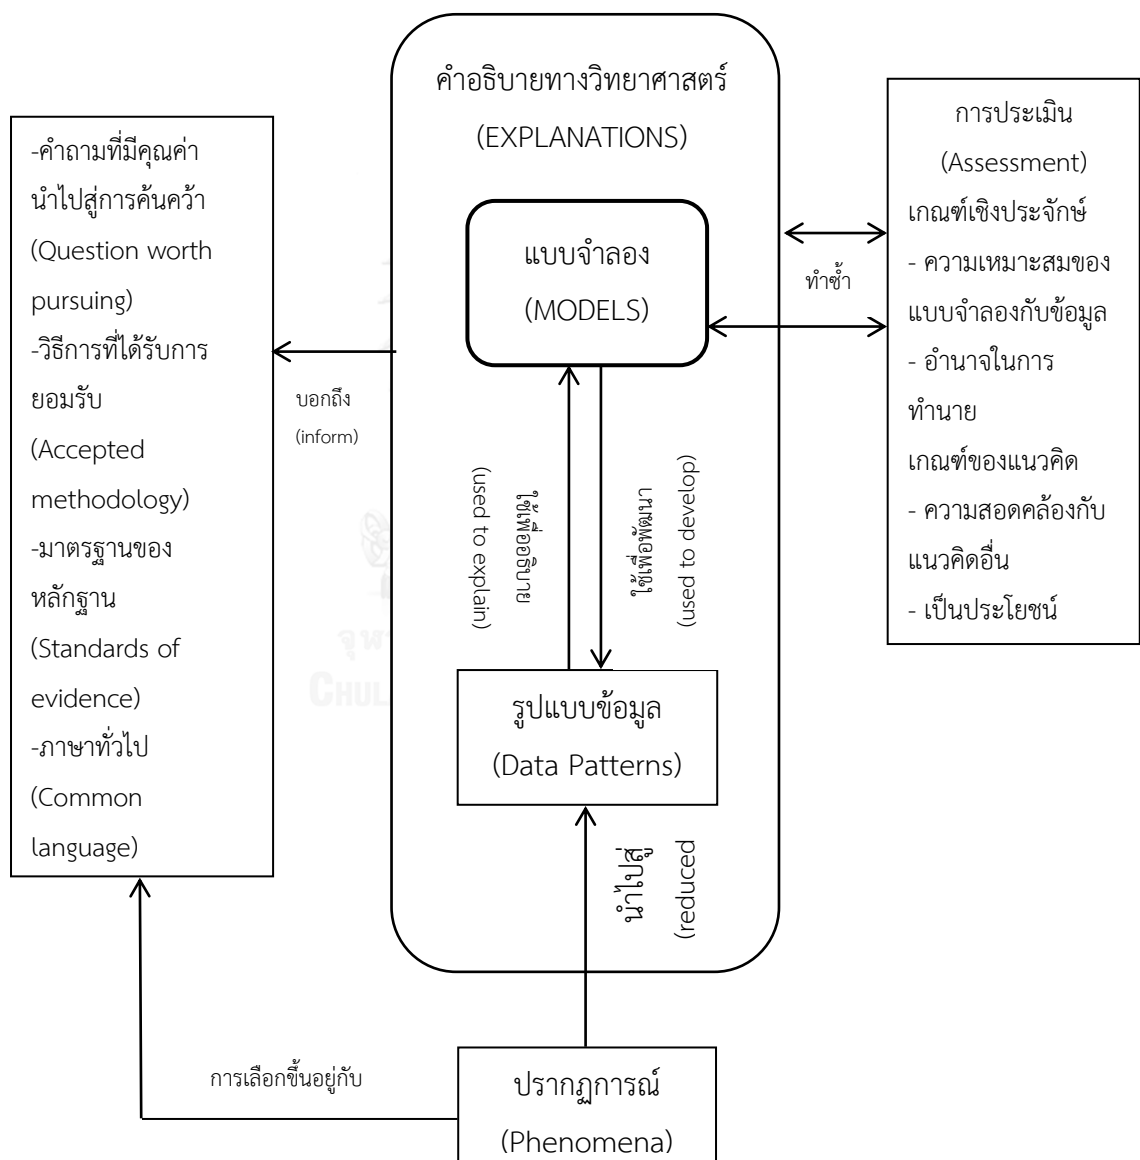 คำอธิบายทางวิทยาศาสตร์
(EXPLANATIONS)
แบบจำลอง
(MODELS)
-คำถามที่มีคุณค่า
นำไปสู่การค้นคว้า
(Question worth
pursuing)
-วิธีการที่ได้รับการ
ยอมรับ
(Accepted
methodology)
-มาตรฐานของ
หลักฐาน
(Standards of
evidence)
-ภาษาทั่วไป
(Common
language)
บอกถึง
(inform)
ใช้เพื่ออธิบาย
(used to explain)
ใช้เพื่อพัฒนา
(used to develop)
ทำซ้ำ
การประเมิน
(Assessment)
เกณฑ์เชิงประจักษ์
- ความเหมาะสมของ
แบบจำลองกับข้อมูล
- อำนาจในการ
ทำนาย
เกณฑ์ของแนวคิด
- ความสอดคล้องกับ
แนวคิดอื่น
- เป็นประโยชน์
รูปแบบข้อมูล
(Data Patterns)
นำไปสู่
(reduced
การเลือกขึ้นอยู่กับ
ปรากฏการณ์
(Phenomena)
จุฬา
CHUL